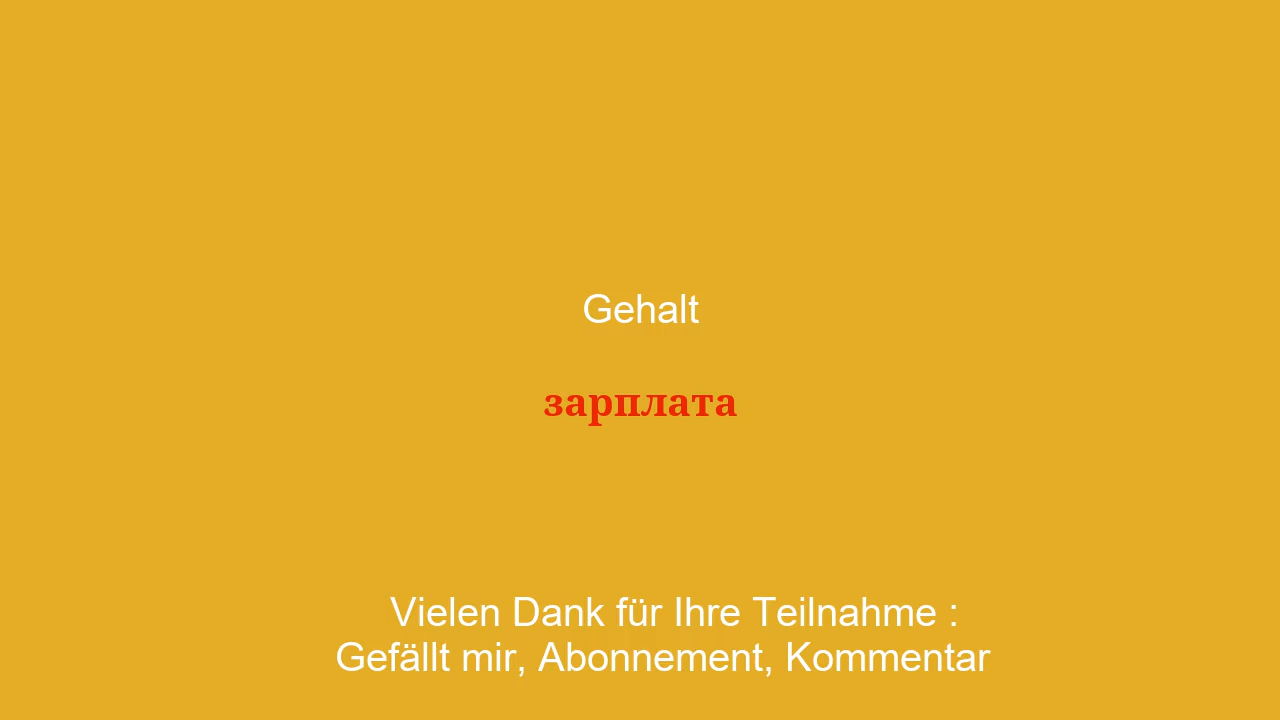 Gehalt
зарплата
Vielen Dank für Ihre Teilnahme :
Gefällt mir, Abonnement, Kommentar